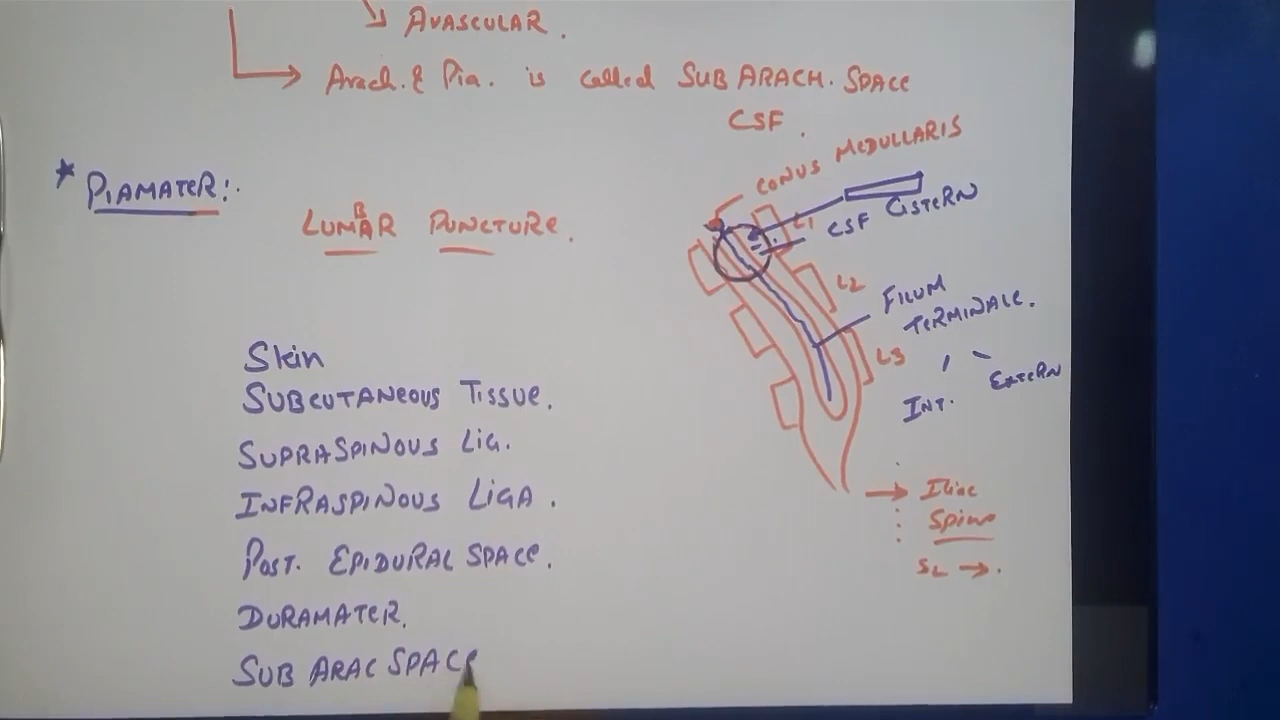 AVASCULAR.
Arach. & Pia. is called SUB ARACH. SPACE
CSF.
CONUS MEDULLARIS
* PIAMATER:.
LUMBAR PUNCTURE.
L1
CSF CISTERN
L2
FILUM
TERMINALE.
L3
INT.
EXTERN
Skin
SUBCUTANEOUS TISSUE.
SUPRASPINOUS LIG.
INFRASPINOUS LIGA.
POST. EPIDURAL SPACE.
DURAMATER.
SUB ARAC SPACE
Iliac
Spine